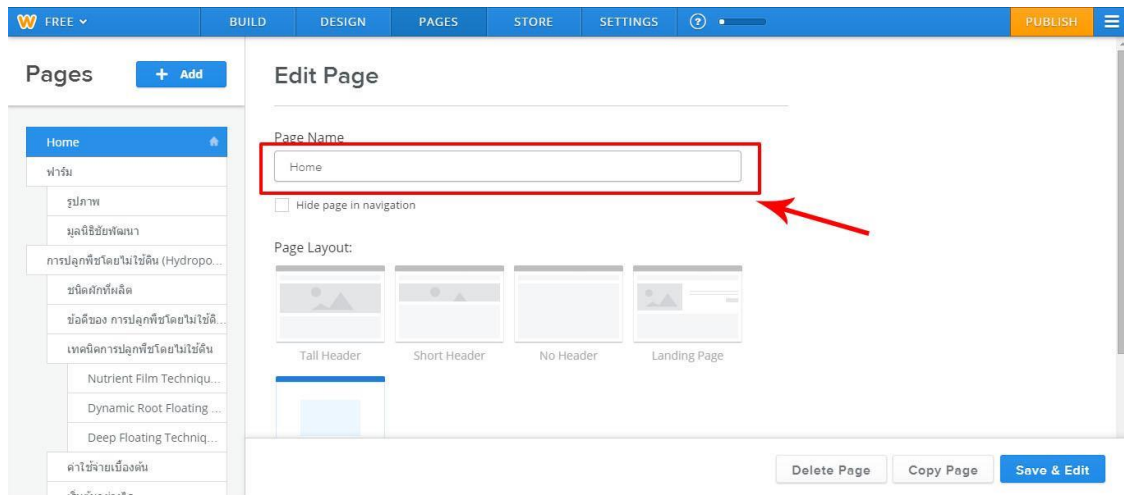 FREE BUILD DESIGN PAGES STORE SETTINGS ? PUBLISH
Pages
+ Add
Home
ฟาร์ม
รูปภาพ
มูลนิธิชัยพัฒนา
การปลูกพืชโดยไม่ใช้ดิน (Hydropo...
ชนิดผักที่ผลิต
ข้อดีของ การปลูกพืชโดยไม่ใช้ดิ...
เทคนิคการปลูกพืชโดยไม่ใช้ดิน
Nutrient Film Techniqu...
Dynamic Root Floating ...
Deep Floating Techniq...
ค่าใช้จ่ายเบื้องต้น
Edit Page
Page Name
Home
Hide page in navigation
Page Layout:
Tall Header Short Header No Header Landing Page
Delete Page Copy Page Save & Edit